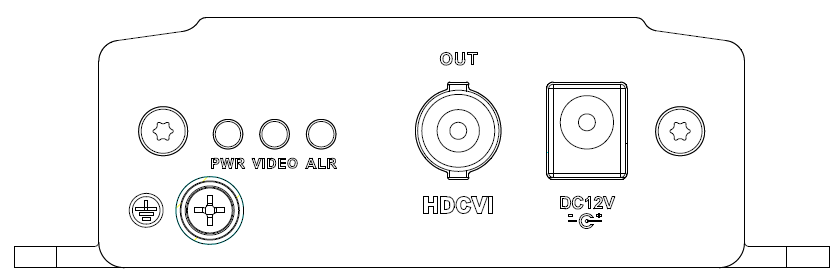 OUT
PWR VIDEO ALR
HDCVI
DC12V
- +